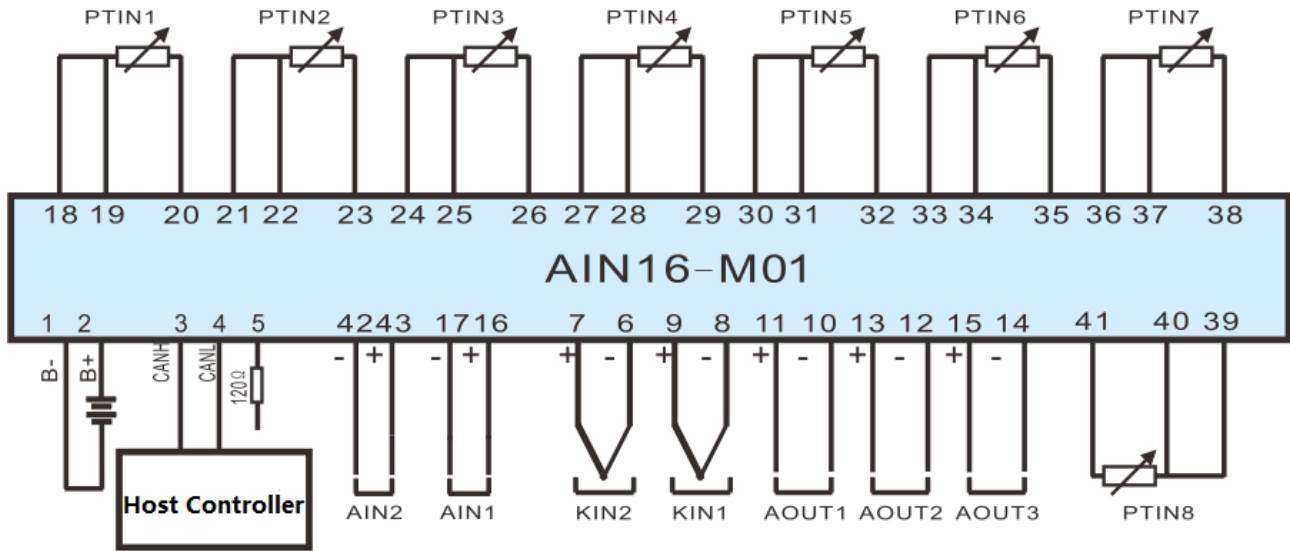 PTIN1 PTIN2 PTIN3 PTIN4 PTIN5 PTIN6 PTIN7
18 19 20 21 22 23 24 25 26 27 28 29 30 31 32 33 34 35 36 37 38
AIN16-M01
1 2 3 4 5 42 43 17 16 7 6 9 8 11 10 13 12 15 14 41 40 39
B- B+ CANH CANL 120Ω - + - + + - + - + - + - + -
Host Controller
AIN2 AIN1 KIN2 KIN1 AOUT1 AOUT2 AOUT3 PTIN8